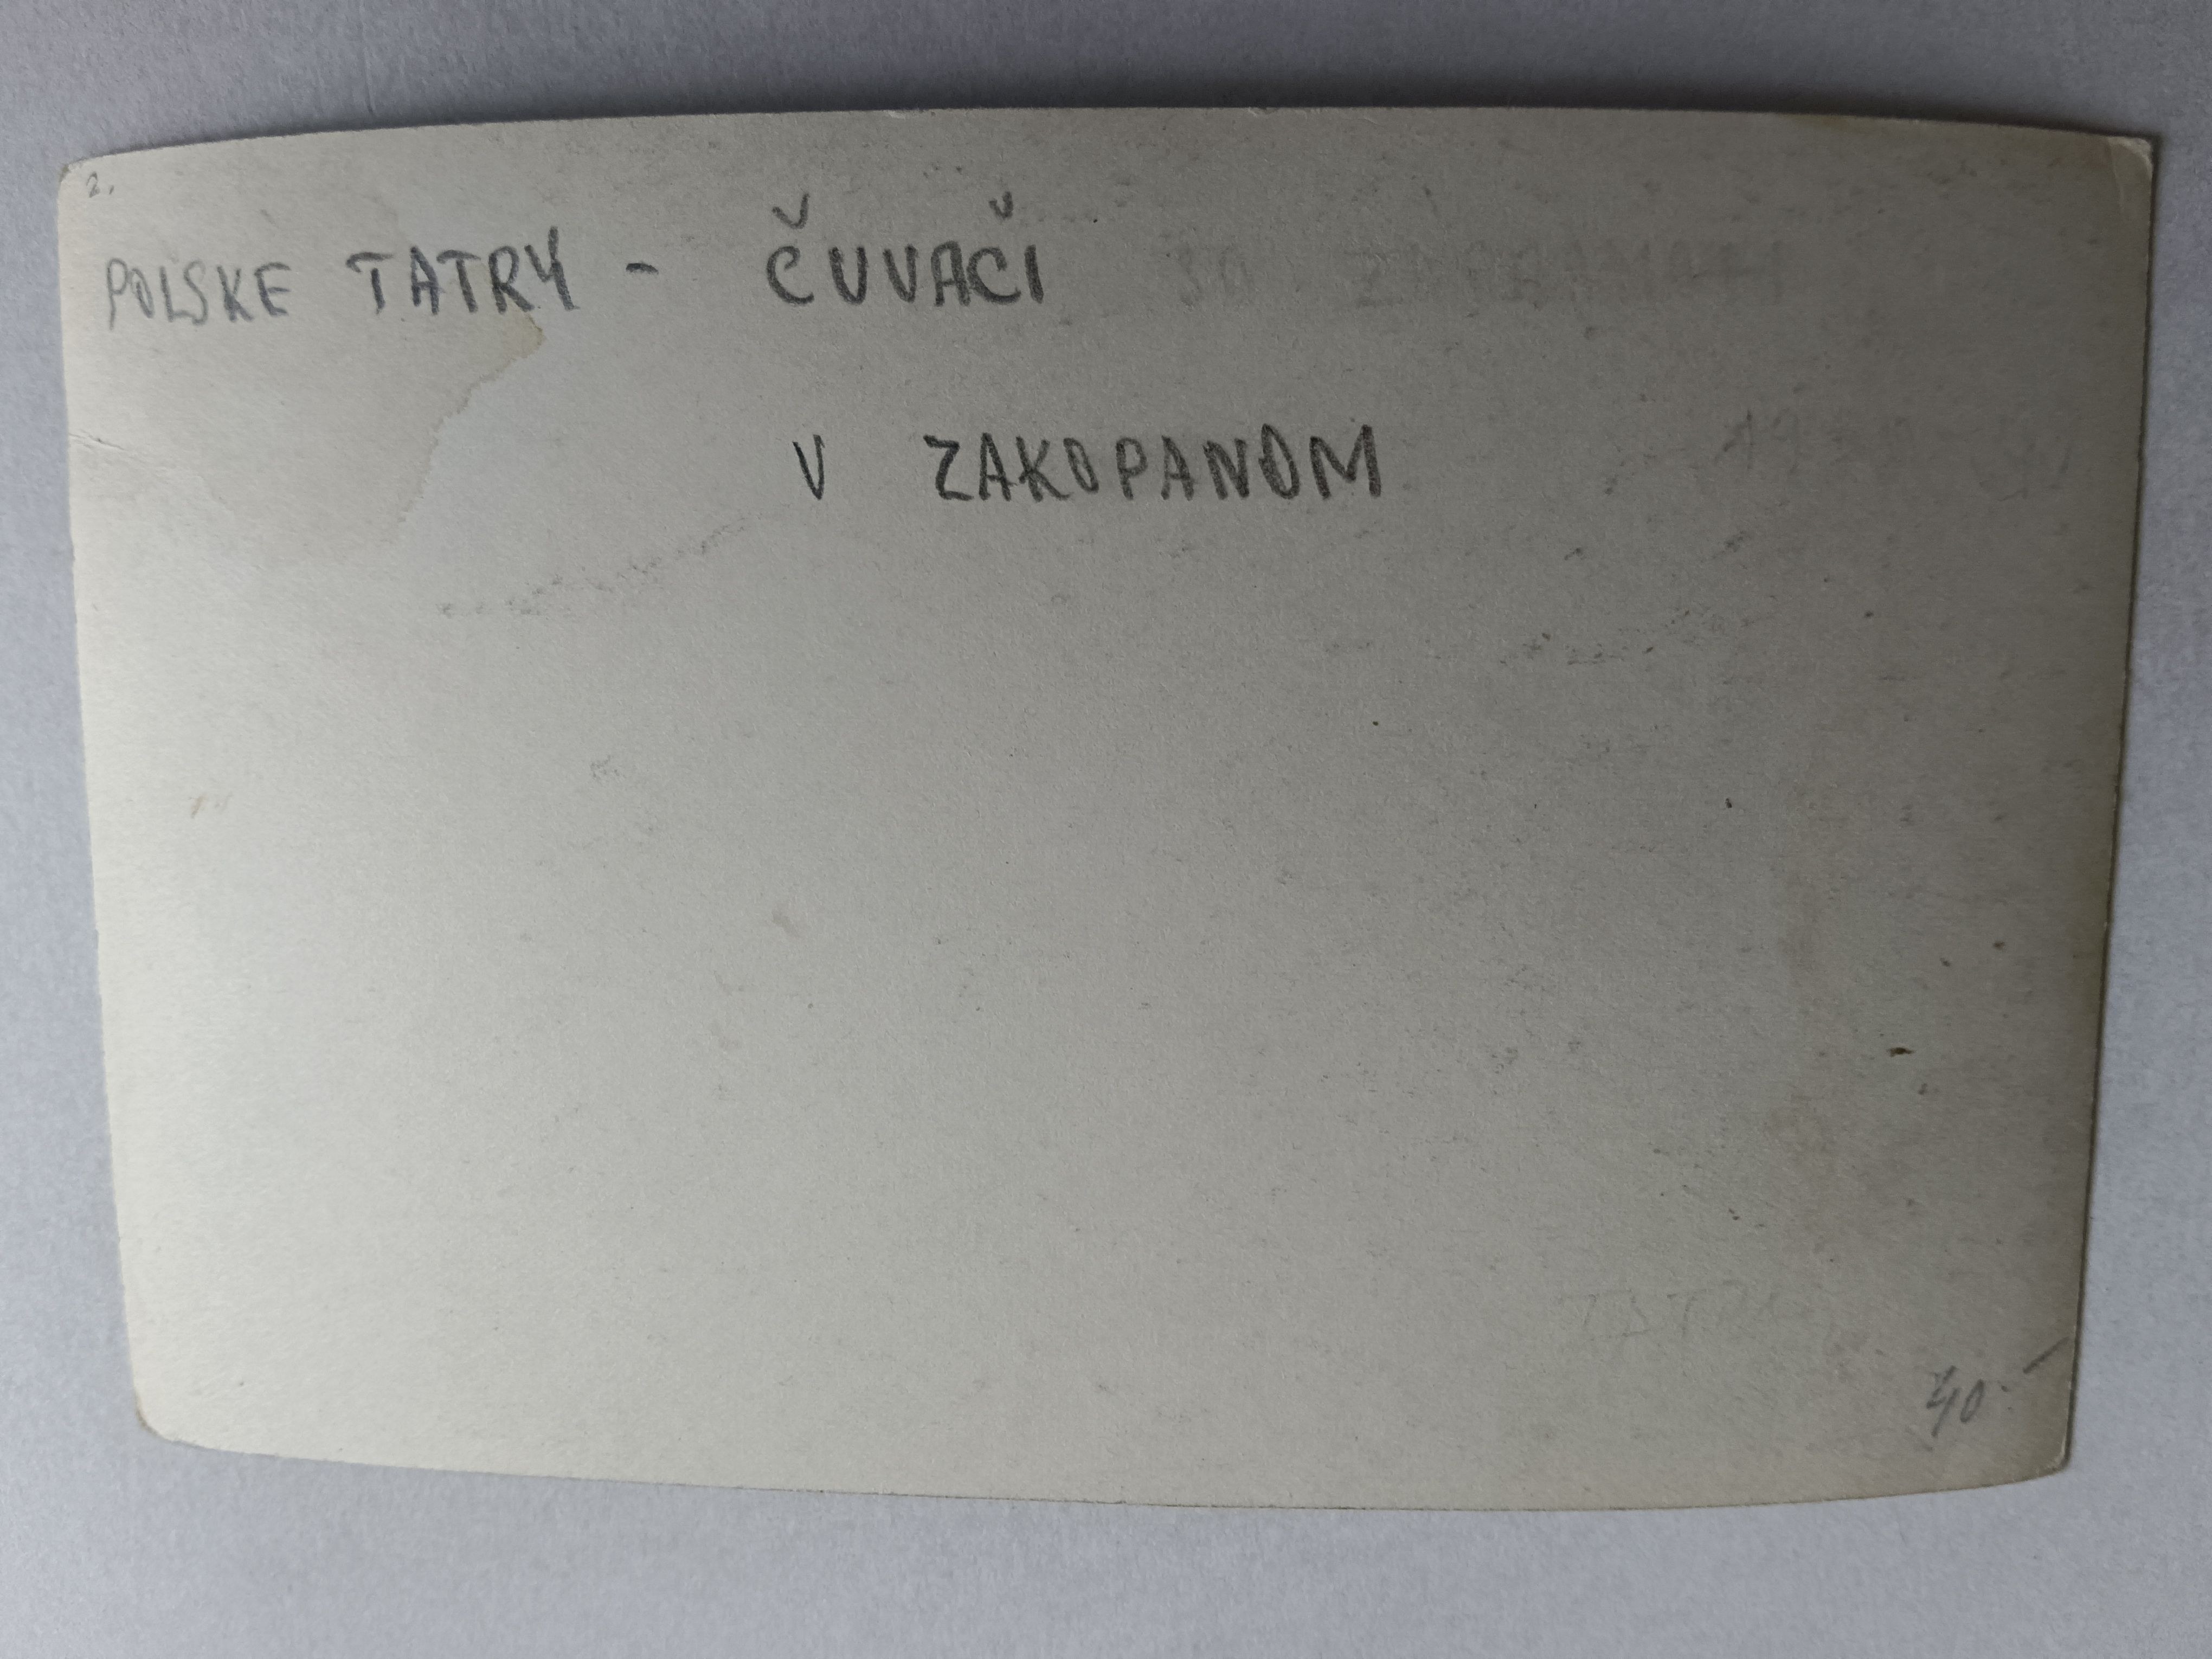 2.
POLSKE TATRY - ČUVAČI
V ZAKOPANOM
40.-